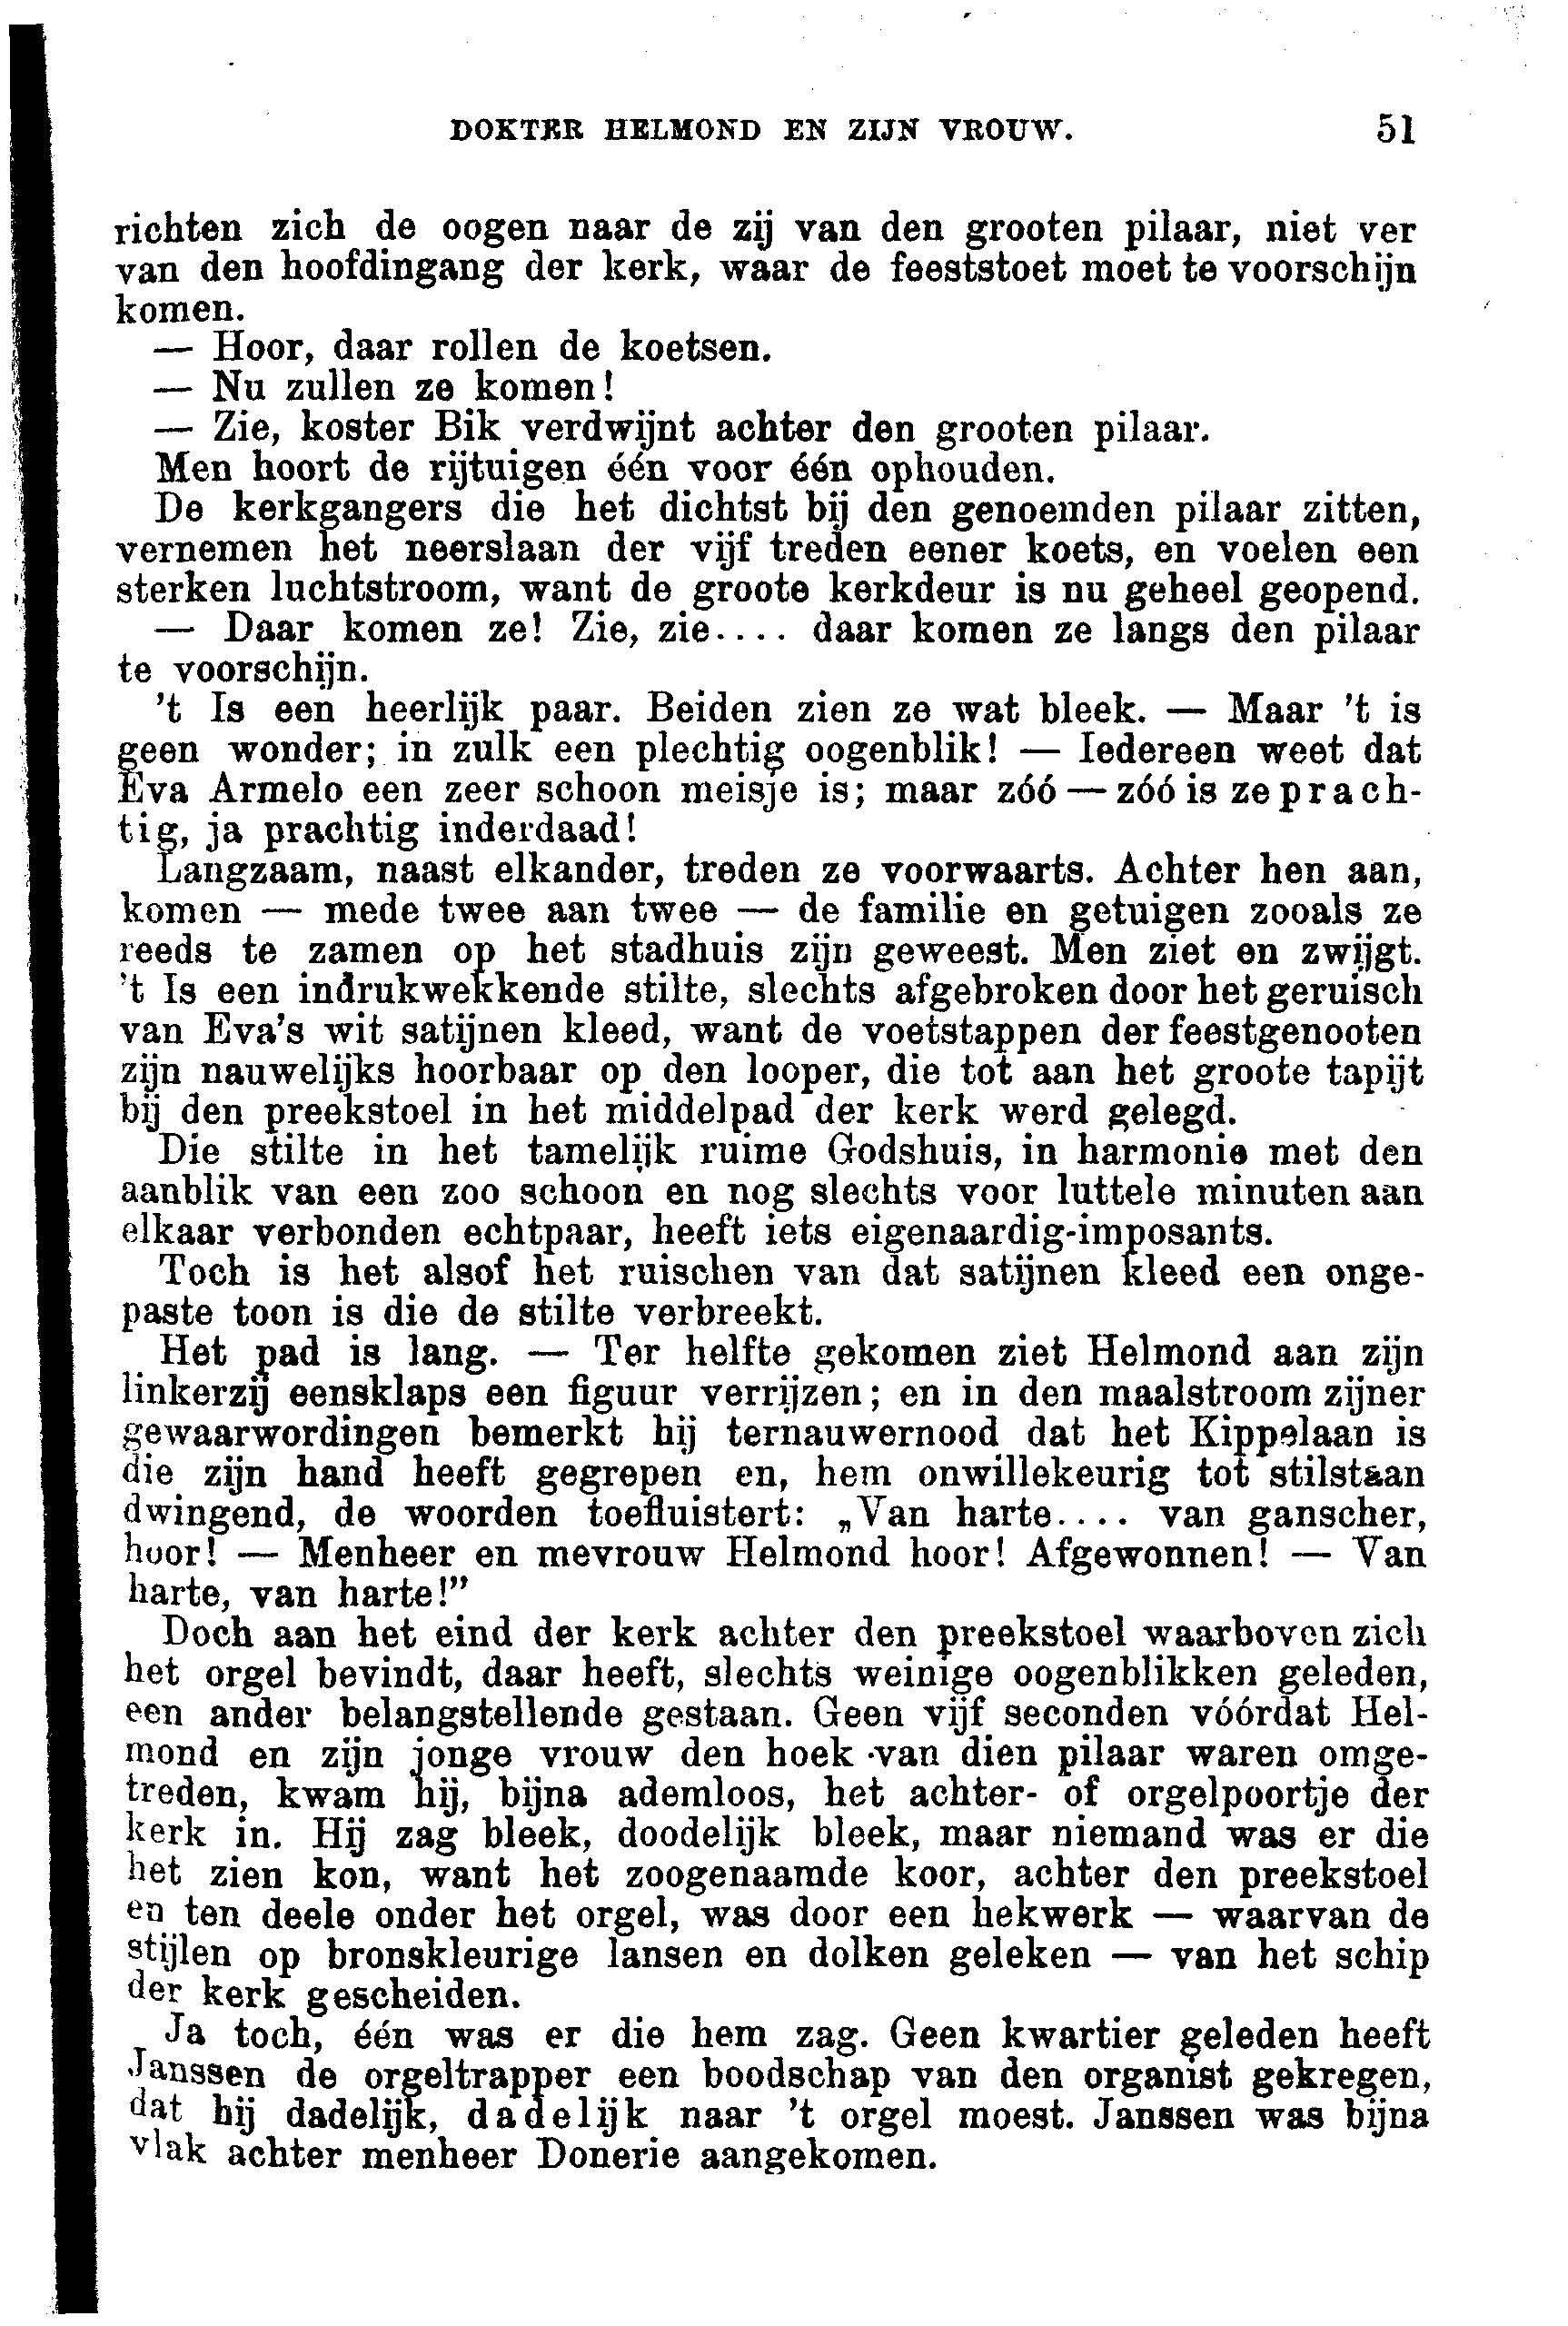 DOKTER HELMOND EN ZIJN VROUW. 51
richten zich de oogen naar de zij van den grooten pilaar, niet ver
van den hoofdingang der kerk, waar de feeststoet moet te voorschijn
komen.
— Hoor, daar rollen de koetsen.
— Nu zullen ze komen!
— Zie, koster Bik verdwijnt achter den grooten pilaar.
Men hoort de rijtuigen één voor één ophouden.
De kerkgangers die het dichtst bij den genoemden pilaar zitten,
vernemen het neerslaan der vijf treden eener koets, en voelen een
sterken luchtstroom, want de groote kerkdeur is nu geheel geopend.
— Daar komen ze! Zie, zie.... daar komen ze langs den pilaar
te voorschijn.
't Is een heerlijk paar. Beiden zien ze wat bleek. — Maar 't is
geen wonder; in zulk een plechtig oogenblik! — Iedereen weet dat
Eva Armelo een zeer schoon meisje is; maar zóó — zóó is ze prach-
tig, ja prachtig inderdaad!
Langzaam, naast elkander, treden ze voorwaarts. Achter hen aan,
komen — mede twee aan twee — de familie en getuigen zooals ze
reeds te zamen op het stadhuis zijn geweest. Men ziet en zwijgt.
't Is een indrukwekkende stilte, slechts afgebroken door het geruisch
van Eva's wit satijnen kleed, want de voetstappen der feestgenooten
zijn nauwelijks hoorbaar op den looper, die tot aan het groote tapijt
bij den preekstoel in het middelpad der kerk werd gelegd.
Die stilte in het tamelijk ruime Godshuis, in harmonie met den
aanblik van een zoo schoon en nog slechts voor luttele minuten aan
elkaar verbonden echtpaar, heeft iets eigenaardig-imposants.
Toch is het alsof het ruischen van dat satijnen kleed een onge-
paste toon is die de stilte verbreekt.
Het pad is lang. — Ter helfte gekomen ziet Helmond aan zijn
linkerzij eensklaps een figuur verrijzen; en in den maalstroom zijner
gewaarwordingen bemerkt hij ternauwernood dat het Kippelaan is
die zijn hand heeft gegrepen en, hem onwillekeurig tot stilstaan
dwingend, de woorden toefluistert: „Van harte.... van ganscher,
hoor! — Menheer en mevrouw Helmond hoor! Afgewonnen! — Van
harte, van harte!”
Doch aan het eind der kerk achter den preekstoel waarboven zich
het orgel bevindt, daar heeft, slechts weinige oogenblikken geleden,
een ander belangstellende gestaan. Geen vijf seconden vóórdat Hel-
mond en zijn jonge vrouw den hoek van dien pilaar waren omge-
treden, kwam hij, bijna ademloos, het achter- of orgelpoortje der
kerk in. Hij zag bleek, doodelijk bleek, maar niemand was er die
het zien kon, want het zoogenaamde koor, achter den preekstoel
en ten deele onder het orgel, was door een hekwerk — waarvan de
stijlen op bronskleurige lansen en dolken geleken — van het schip
der kerk gescheiden.
Ja toch, één was er die hem zag. Geen kwartier geleden heeft
Janssen de orgeltrapper een boodschap van den organist gekregen,
dat hij dadelijk, dadelijk naar 't orgel moest. Janssen was bijna
vlak achter menheer Donerie aangekomen.